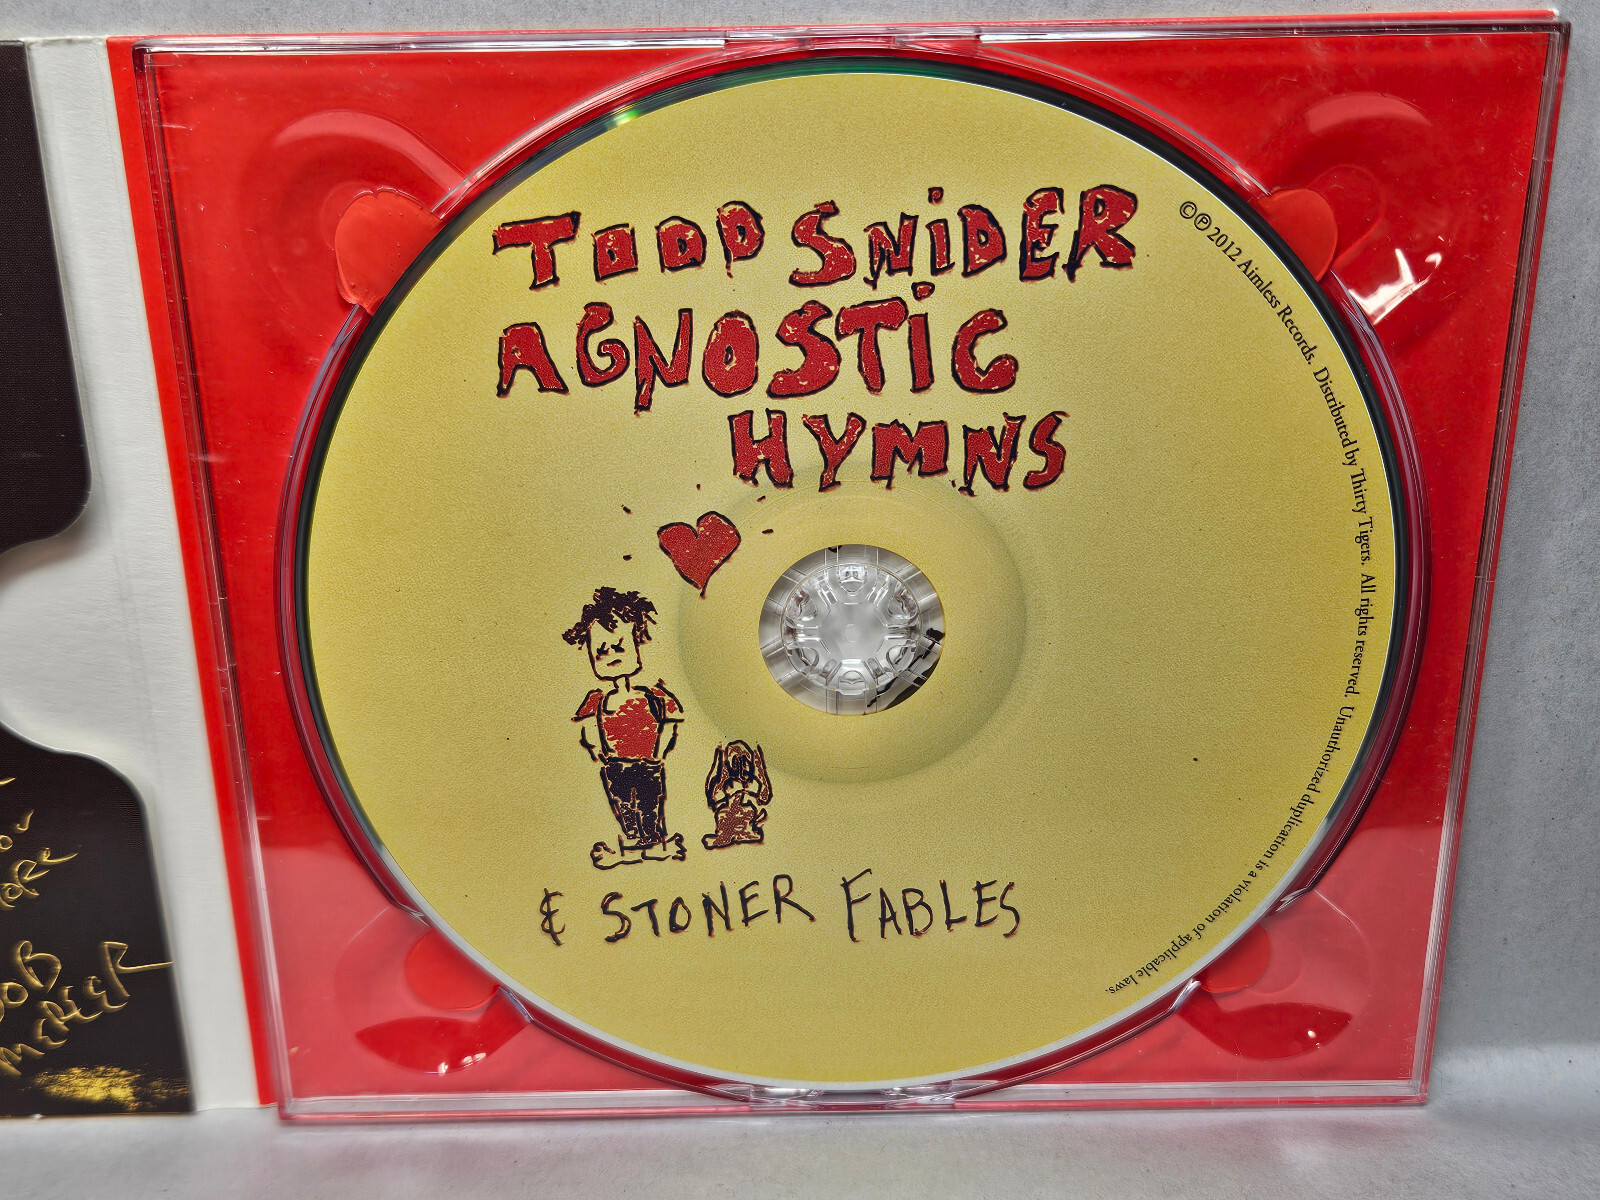 TODD SNiDER
AGNOSTiC
HYMNS
& STONER FABLES
©℗ 2012 Aimless Records. Distributed by Thirty Tigers. All rights reserved. Unauthorized duplication is a violation of applicable laws.